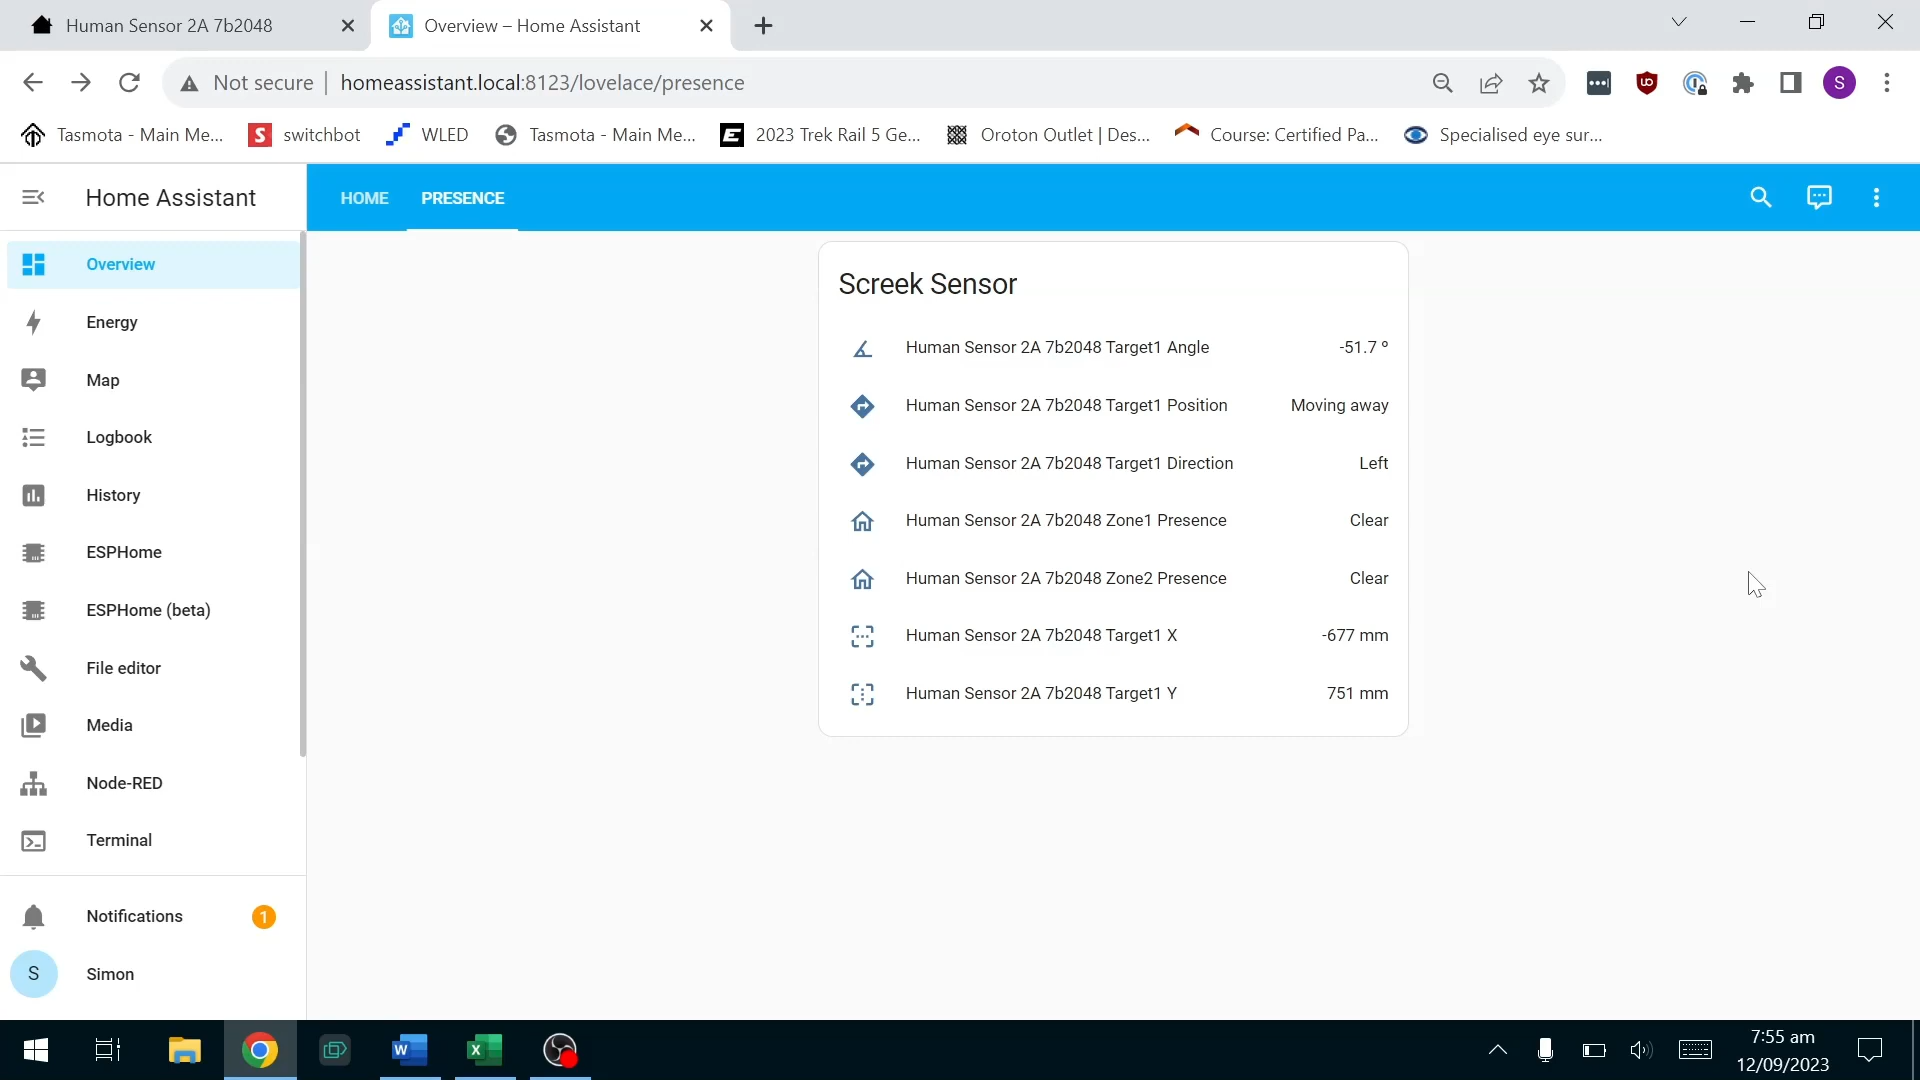 Human Sensor 2A 7b2048
Overview – Home Assistant
Not secure
homeassistant.local:8123/lovelace/presence
S
Tasmota - Main Me...
S
switchbot
WLED
Tasmota - Main Me...
2023 Trek Rail 5 Ge...
Oroton Outlet | Des...
Course: Certified Pa...
Specialised eye sur...
Home Assistant
HOME
PRESENCE
Overview
Energy
Map
Logbook
History
ESPHome
ESPHome (beta)
File editor
Media
Node-RED
Terminal
Notifications
1
S
Simon
Screek Sensor
Human Sensor 2A 7b2048 Target1 Angle -51.7 º
Human Sensor 2A 7b2048 Target1 Position Moving away
Human Sensor 2A 7b2048 Target1 Direction Left
Human Sensor 2A 7b2048 Zone1 Presence Clear
Human Sensor 2A 7b2048 Zone2 Presence Clear
Human Sensor 2A 7b2048 Target1 X -677 mm
Human Sensor 2A 7b2048 Target1 Y 751 mm
W
X
7:55 am
12/09/2023